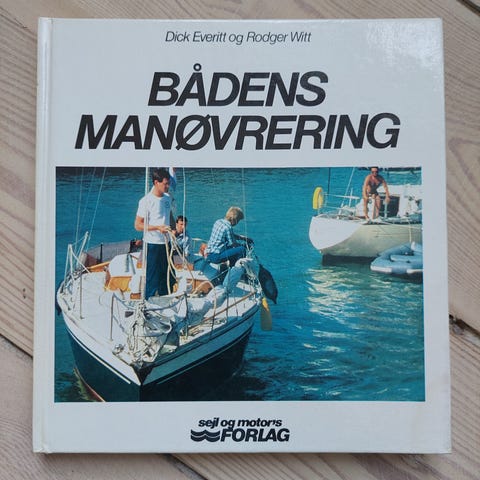 Dick Everitt og Rodger Witt
BÅDENS
MANØVRERING
sejl og motor's
FORLAG